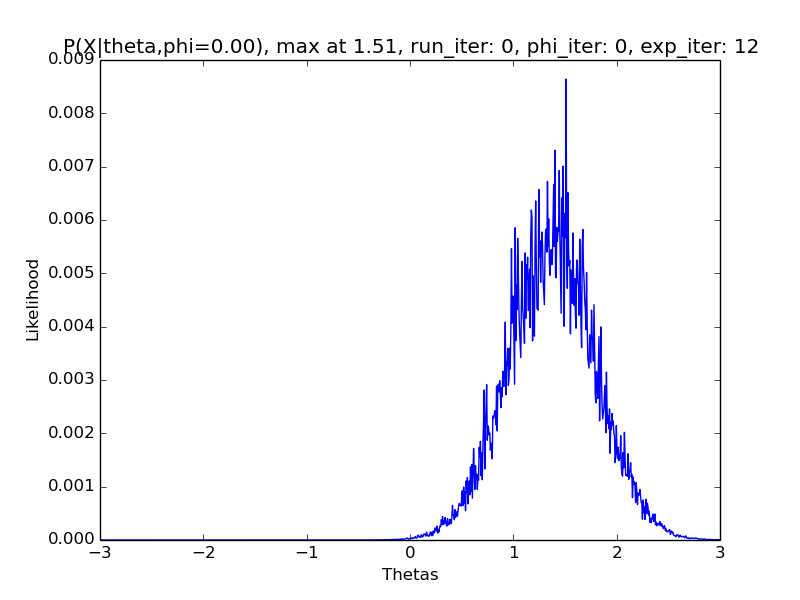 P(X|theta,phi=0.00), max at 1.51, run_iter: 0, phi_iter: 0, exp_iter: 12
0.009
0.008
0.007
0.006
0.005
0.004
0.003
0.002
0.001
0.000
Likelihood
−3 −2 −1 0 1 2 3
Thetas